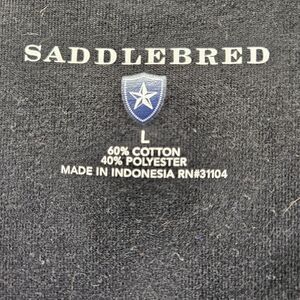 SADDLEBRED
L
60% COTTON
40% POLYESTER
MADE IN INDONESIA RN#31104